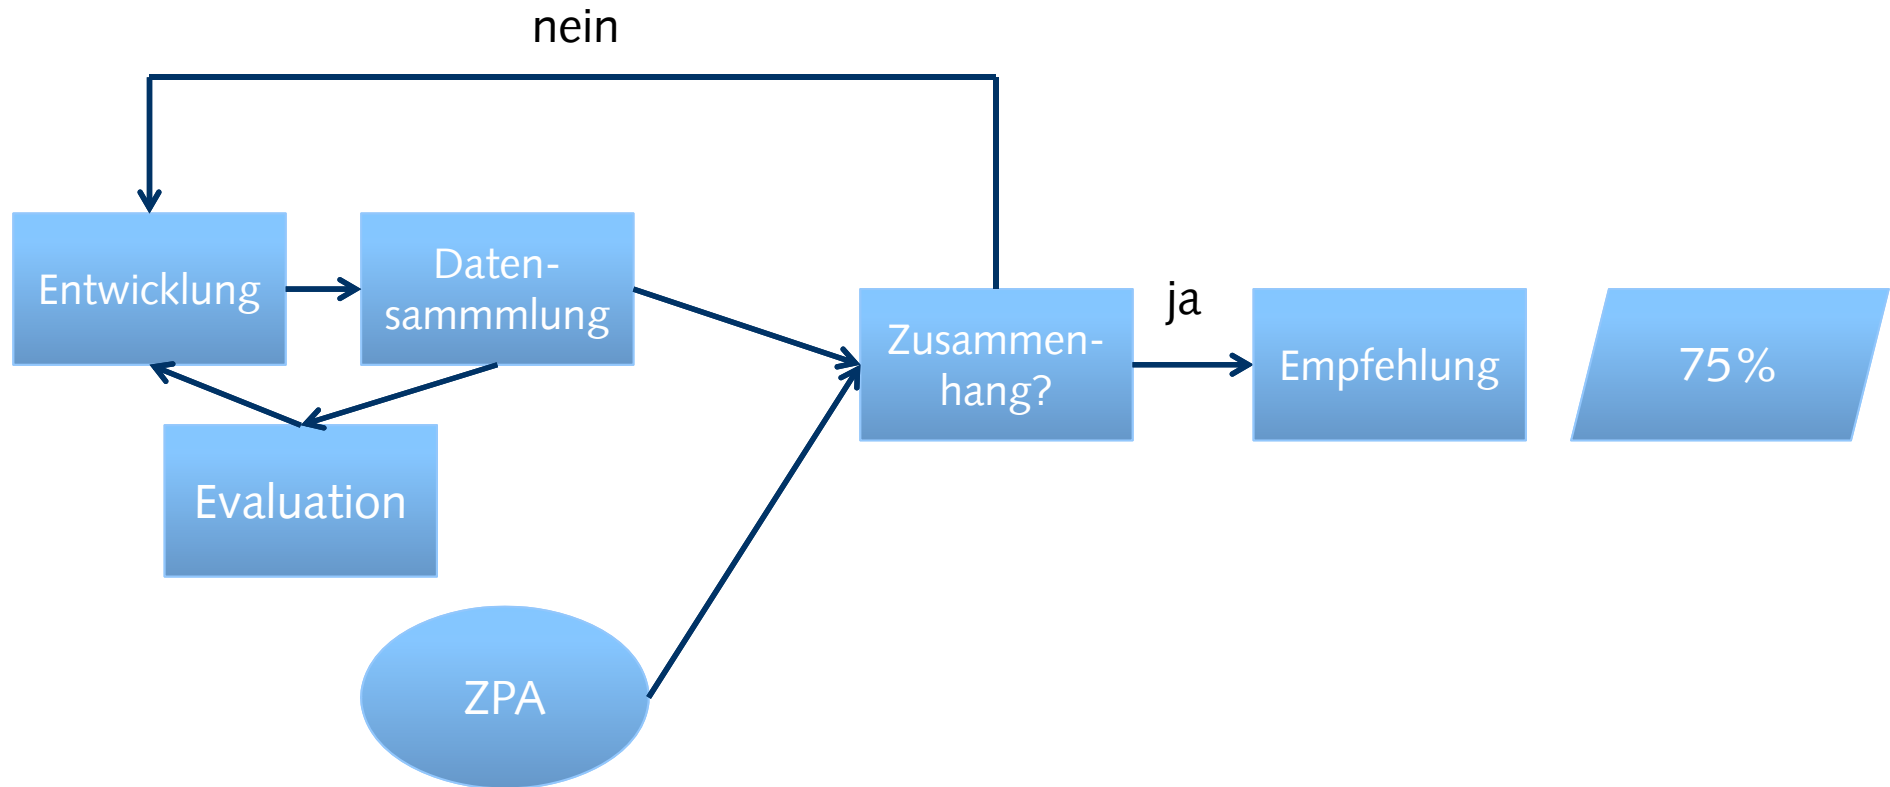 nein
Entwicklung
Daten-
sammmlung
Zusammen-
hang?
ja
Empfehlung
75%
Evaluation
ZPA